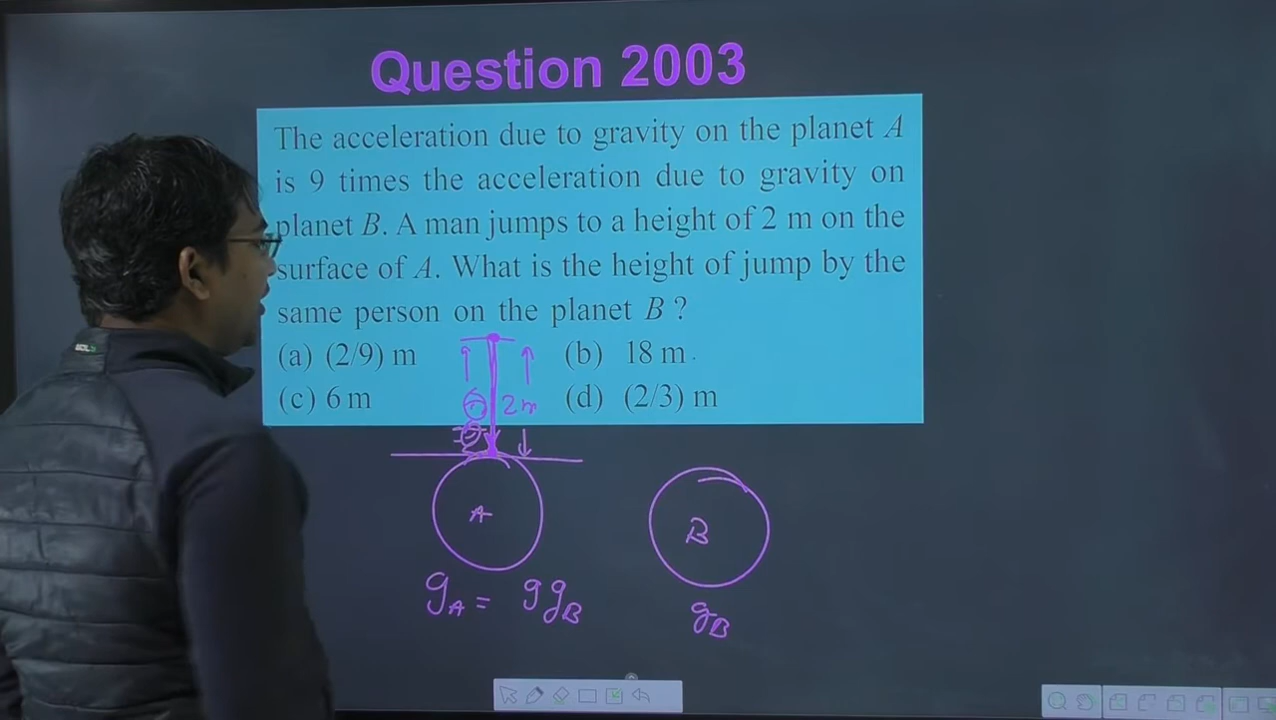 Question 2003
The acceleration due to gravity on the planet A
is 9 times the acceleration due to gravity on
planet B. A man jumps to a height of 2 m on the
surface of A. What is the height of jump by the
same person on the planet B ?
(a) (2/9) m (b) 18 m.
(c) 6 m (d) (2/3) m
2m
A
B
gA = 9gB
gB